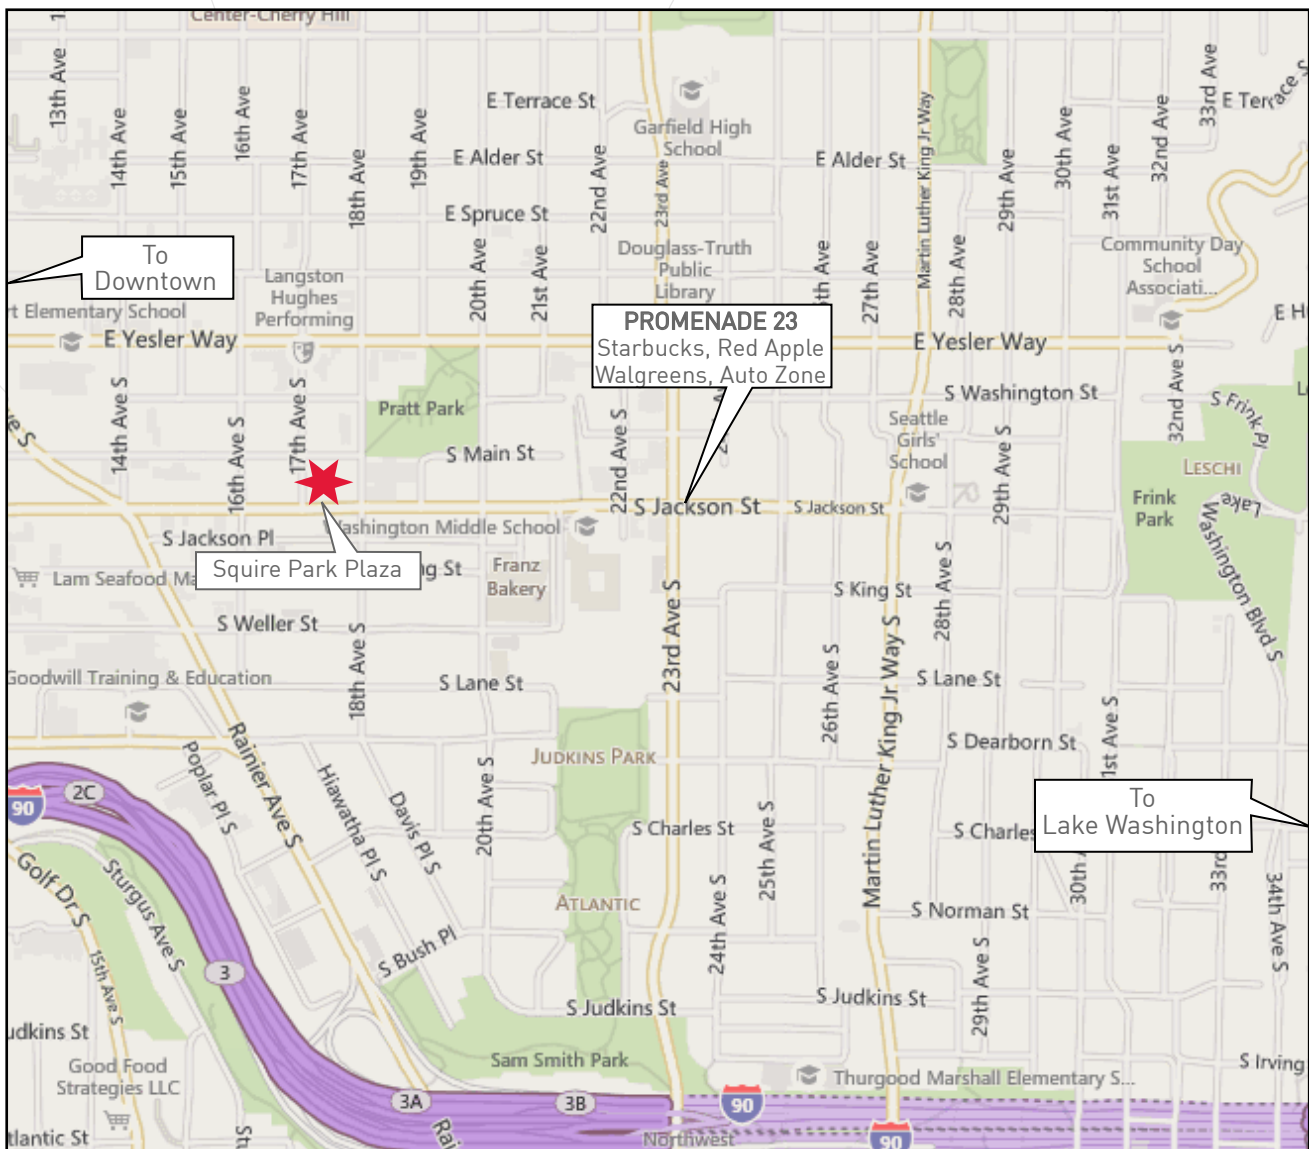 Center-Cherry Hill
13th Ave
14th Ave
15th Ave
16th Ave
17th Ave
18th Ave
19th Ave
E Terrace St
Garfield High
School
E Alder St
22nd Ave
23rd Ave
E Alder St
Martin Luther King Jr Way
29th Ave
30th Ave
31st Ave
32nd Ave
33rd Ave
E Terrace S
E Spruce St
20th Ave
21st Ave
Douglass-Truth
Public
Library
27th Ave
28th Ave
Community Day
School
Associati...
To
Downtown
Langston
Hughes
Performing
rt Elementary School
E Yesler Way
PROMENADE 23
Starbucks, Red Apple
Walgreens, Auto Zone
E Yesler Way
E H
14th Ave S
16th Ave S
17th Ave S
Pratt Park
S Main St
22nd Ave S
S Washington St
Seattle
Girls'
School
29th Ave S
32nd Ave S
S Frink Pl
LESCHI
Frink
Park
Lake
Washington Blvd S
ve S
S Jackson St
S Jackson St
S Jackson Pl
Washington Middle School
Squire Park Plaza
ng St
Lam Seafood Ma
Franz
Bakery
S King St
28th Ave S
S Weller St
18th Ave S
23rd Ave S
Goodwill Training & Education
S Lane St
26th Ave S
Martin Luther King Jr Way S
S Lane St
1st Ave S
S Dearborn St
Rainier Ave S
Poplar Pl S
Hiawatha Pl S
Davis Pl S
20th Ave S
JUDKINS PARK
To
Lake Washington
90
2C
S Charles St
25th Ave S
S Charles
30th A
33rd
34th Ave S
Golf Dr S
Sturgus Ave S
15th Ave S
3
ATLANTIC
24th Ave S
S Norman St
29th Ave S
S Bush Pl
S Judkins St
S Judkins St
udkins St
Good Food
Strategies LLC
Sam Smith Park
Thurgood Marshall Elementary S...
S Irving
3A
3B
90
90
tlantic St
Stu
Rai
Northwest